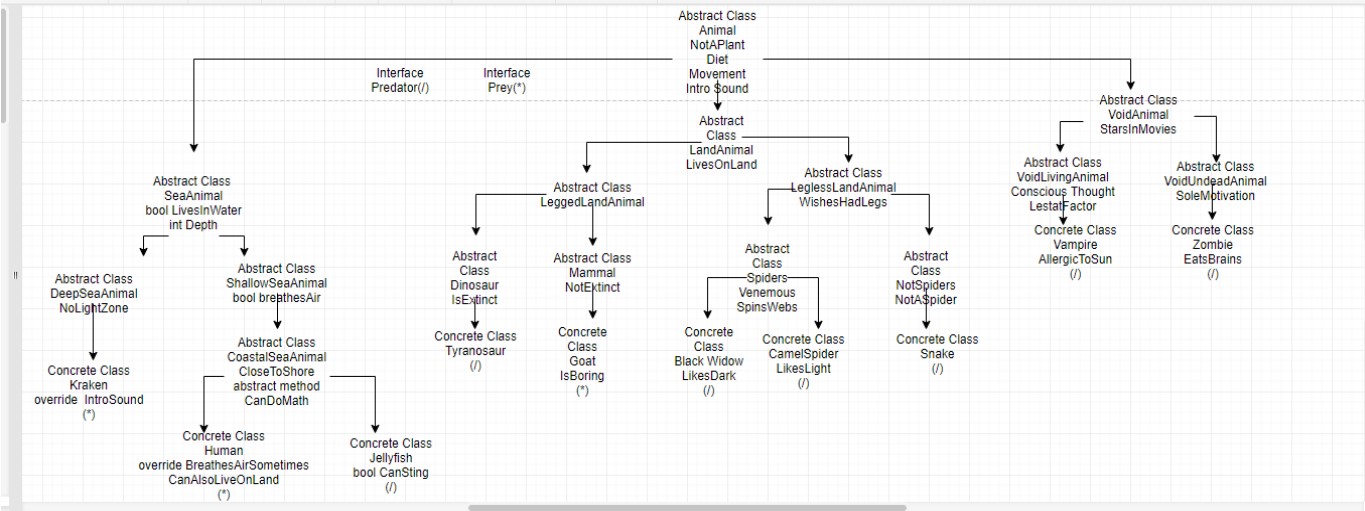 Abstract Class
Animal
NotAPlant
Diet
Movement
Intro Sound
Interface
Predator(/)
Interface
Prey(*)
Abstract Class
VoidAnimal
StarsInMovies
Abstract
Class
LandAnimal
LivesOnLand
Abstract Class
SeaAnimal
bool LivesInWater
int Depth
Abstract Class
LeggedLandAnimal
Abstract Class
LeglessLandAnimal
WishesHadLegs
Abstract Class
VoidLivingAnimal
Conscious Thought
LestatFactor
Abstract Class
VoidUndeadAnimal
SoleMotivation
Concrete Class
Vampire
AllergicToSun
(/)
Concrete Class
Zombie
EatsBrains
(/)
Abstract Class
DeepSeaAnimal
NoLightZone
Abstract Class
ShallowSeaAnimal
bool breathesAir
Abstract
Class
Dinosaur
IsExtinct
Abstract Class
Mammal
NotExtinct
Abstract
Class
Spiders
Venemous
SpinsWebs
Abstract
Class
NotSpiders
NotASpider
Concrete Class
Kraken
override IntroSound
(*)
Abstract Class
CoastalSeaAnimal
CloseToShore
abstract method
CanDoMath
Concrete Class
Tyranosaur
(/)
Concrete
Class
Goat
IsBoring
(*)
Concrete
Class
Black Widow
LikesDark
(/)
Concrete Class
CamelSpider
LikesLight
(/)
Concrete Class
Snake
(/)
Concrete Class
Human
override BreathesAirSometimes
CanAlsoLiveOnLand
(*)
Concrete Class
Jellyfish
bool CanSting
(/)